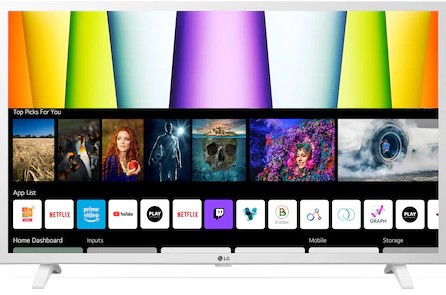 Top Picks For You
App List
NETFLIX
prime video
YouTube
PLAY
NETFLIX
GRAPH
PLAY
Home Dashboard
Inputs
Mobile
Storage
LG